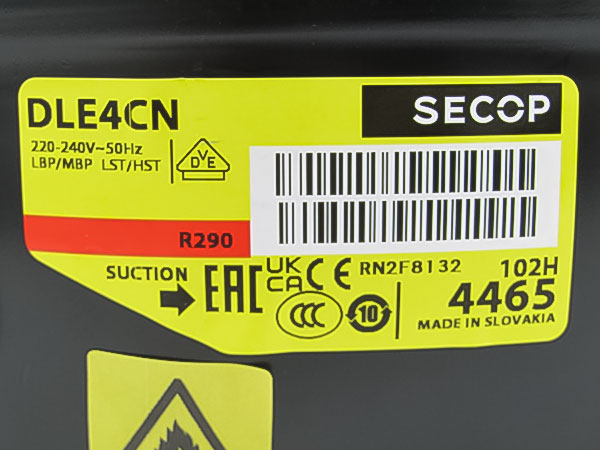 DLE4CN
SECOP
220-240V~50Hz
LBP/MBP LST/HST
DVE
R290
SUCTION
EAC
UK
CA
CE
RN2F8132
102H
CCC
10
4465
MADE IN SLOVAKIA